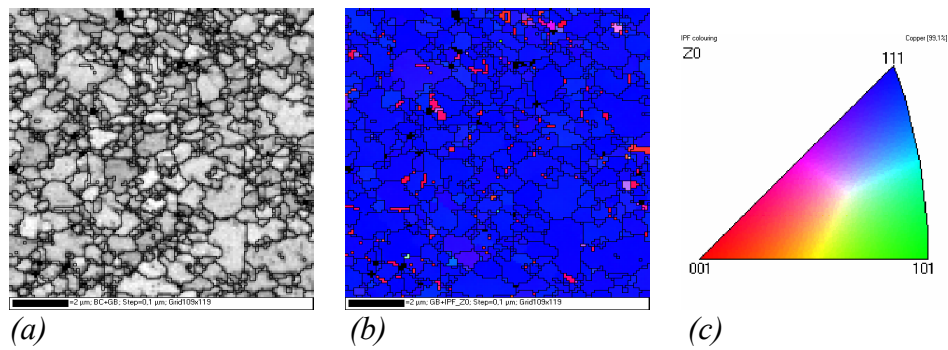 =2 µm; BC+GB; Step=0,1 µm; Grid109x119
(a)
=2 µm; GB+IPF_Z0; Step=0,1 µm; Grid109x119
(b)
IPF colouring
Z0
Copper [99,1%]
111
001
101
(c)